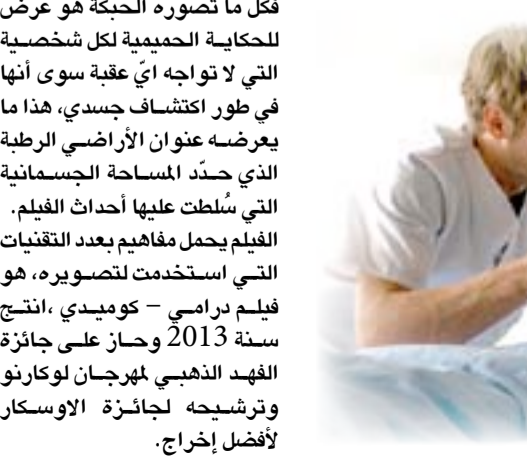 فكل ما تصوره الحبكة هو عرض
للحكاية الحميمية لكل شخصية
التي لا تواجه ايّ عقبة سوى أنها
في طور اكتشاف جسدي، هذا ما
يعرضه عنوان الأراضي الرطبة
الذي حدّد المساحة الجسمانية
التي سُلطت عليها أحداث الفيلم.
الفيلم يحمل مفاهيم بعدد التقنيات
التي استخدمت لتصويره، هو
فيلم درامي – كوميدي ،انتج
سنة 2013 وحاز على جائزة
الفهد الذهبي لمهرجان لوكارنو
وترشيحه لجائزة الاوسكار
لأفضل إخراج.